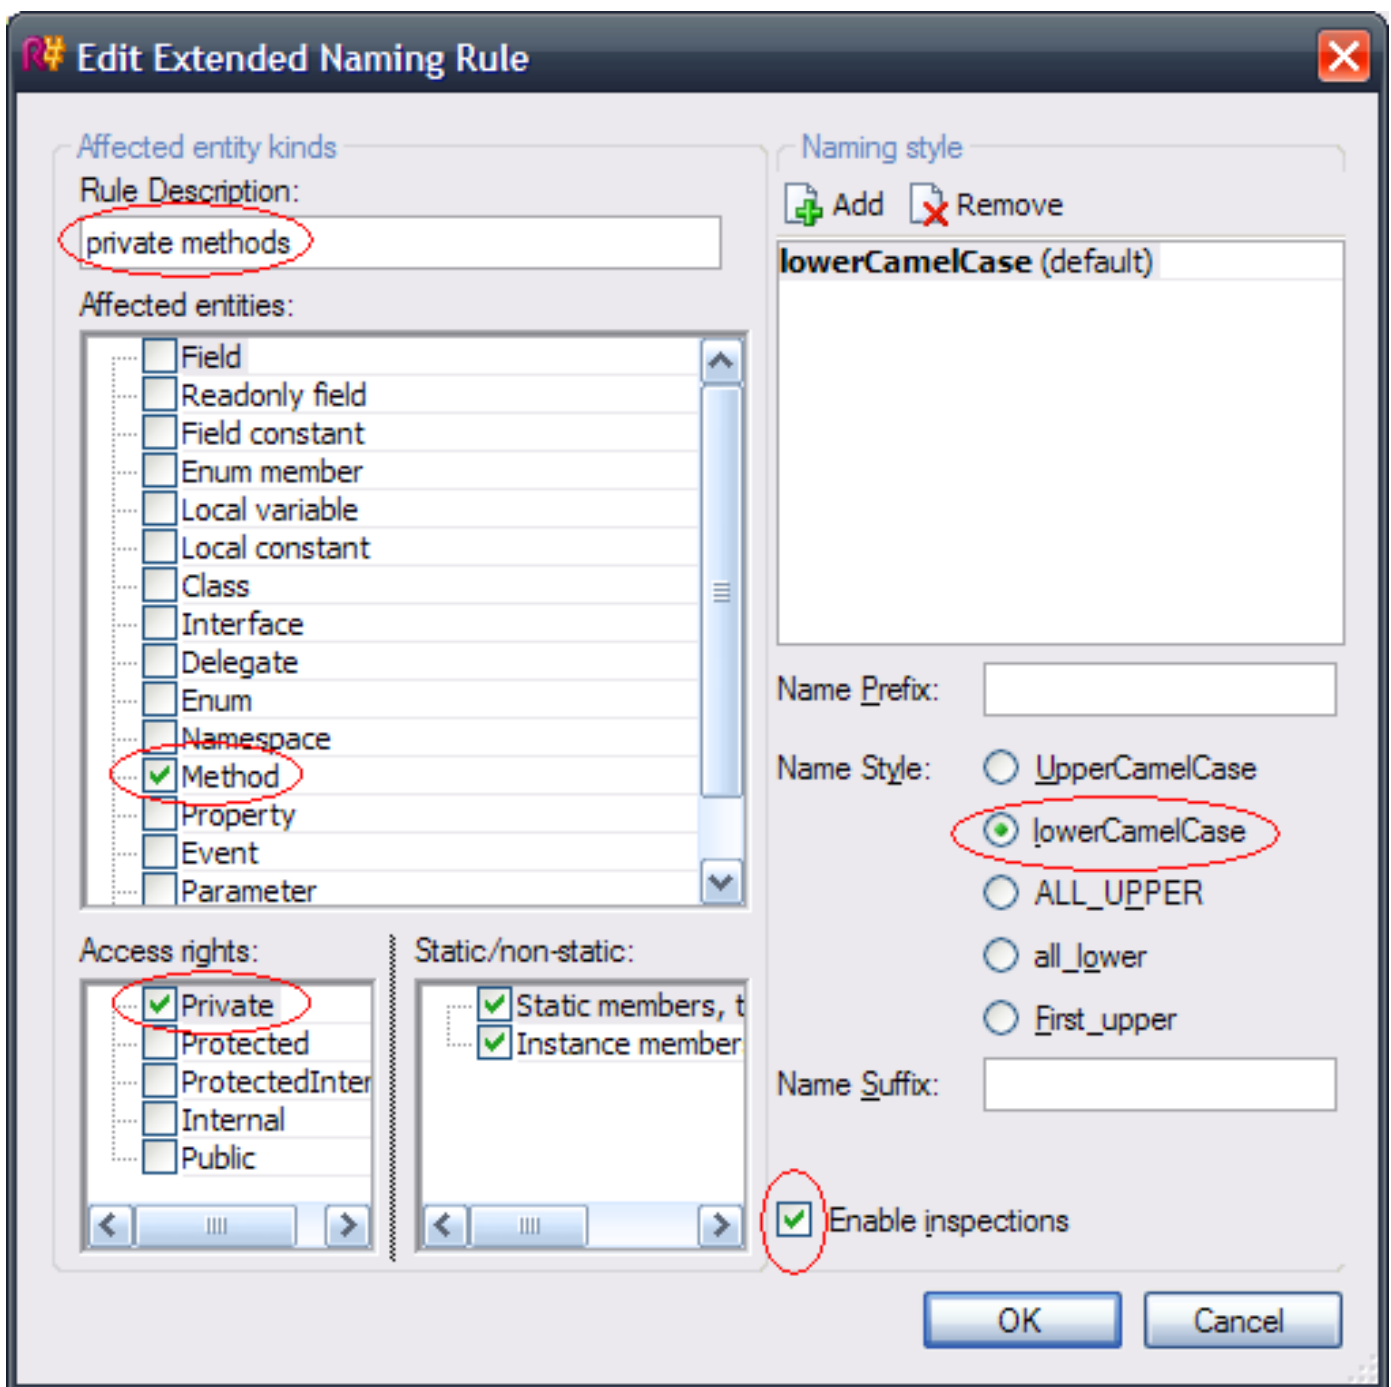 Edit Extended Naming Rule
Affected entity kinds
Rule Description:
private methods
Affected entities:
Field
Readonly field
Field constant
Enum member
Local variable
Local constant
Class
Interface
Delegate
Enum
Namespace
Method
Property
Event
Parameter
Access rights:
Private
Protected
ProtectedInter
Internal
Public
Static/non-static:
Static members, t
Instance member
Naming style
Add Remove
lowerCamelCase (default)
Name Prefix:
Name Style:
UpperCamelCase
lowerCamelCase
ALL_UPPER
all_lower
First_upper
Name Suffix:
Enable inspections
OK Cancel